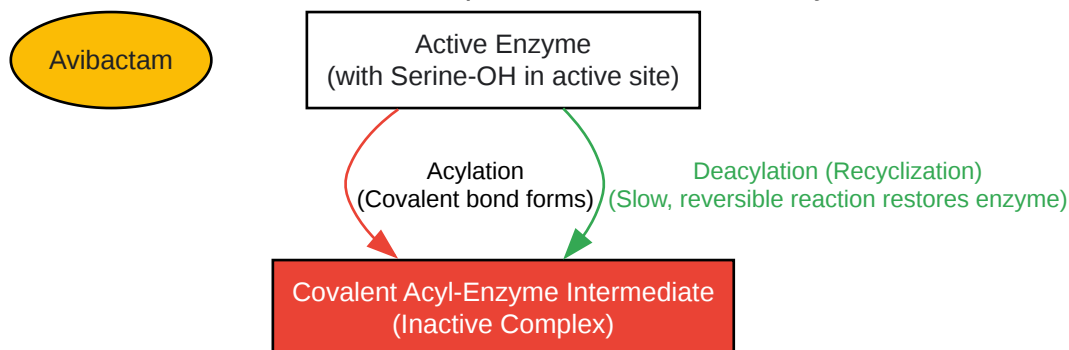 Avibactam
Active Enzyme
(with Serine-OH in active site)
Acylation
(Covalent bond forms)
Deacylation (Recyclization)
(Slow, reversible reaction restores enzyme)
Covalent Acyl-Enzyme Intermediate
(Inactive Complex)